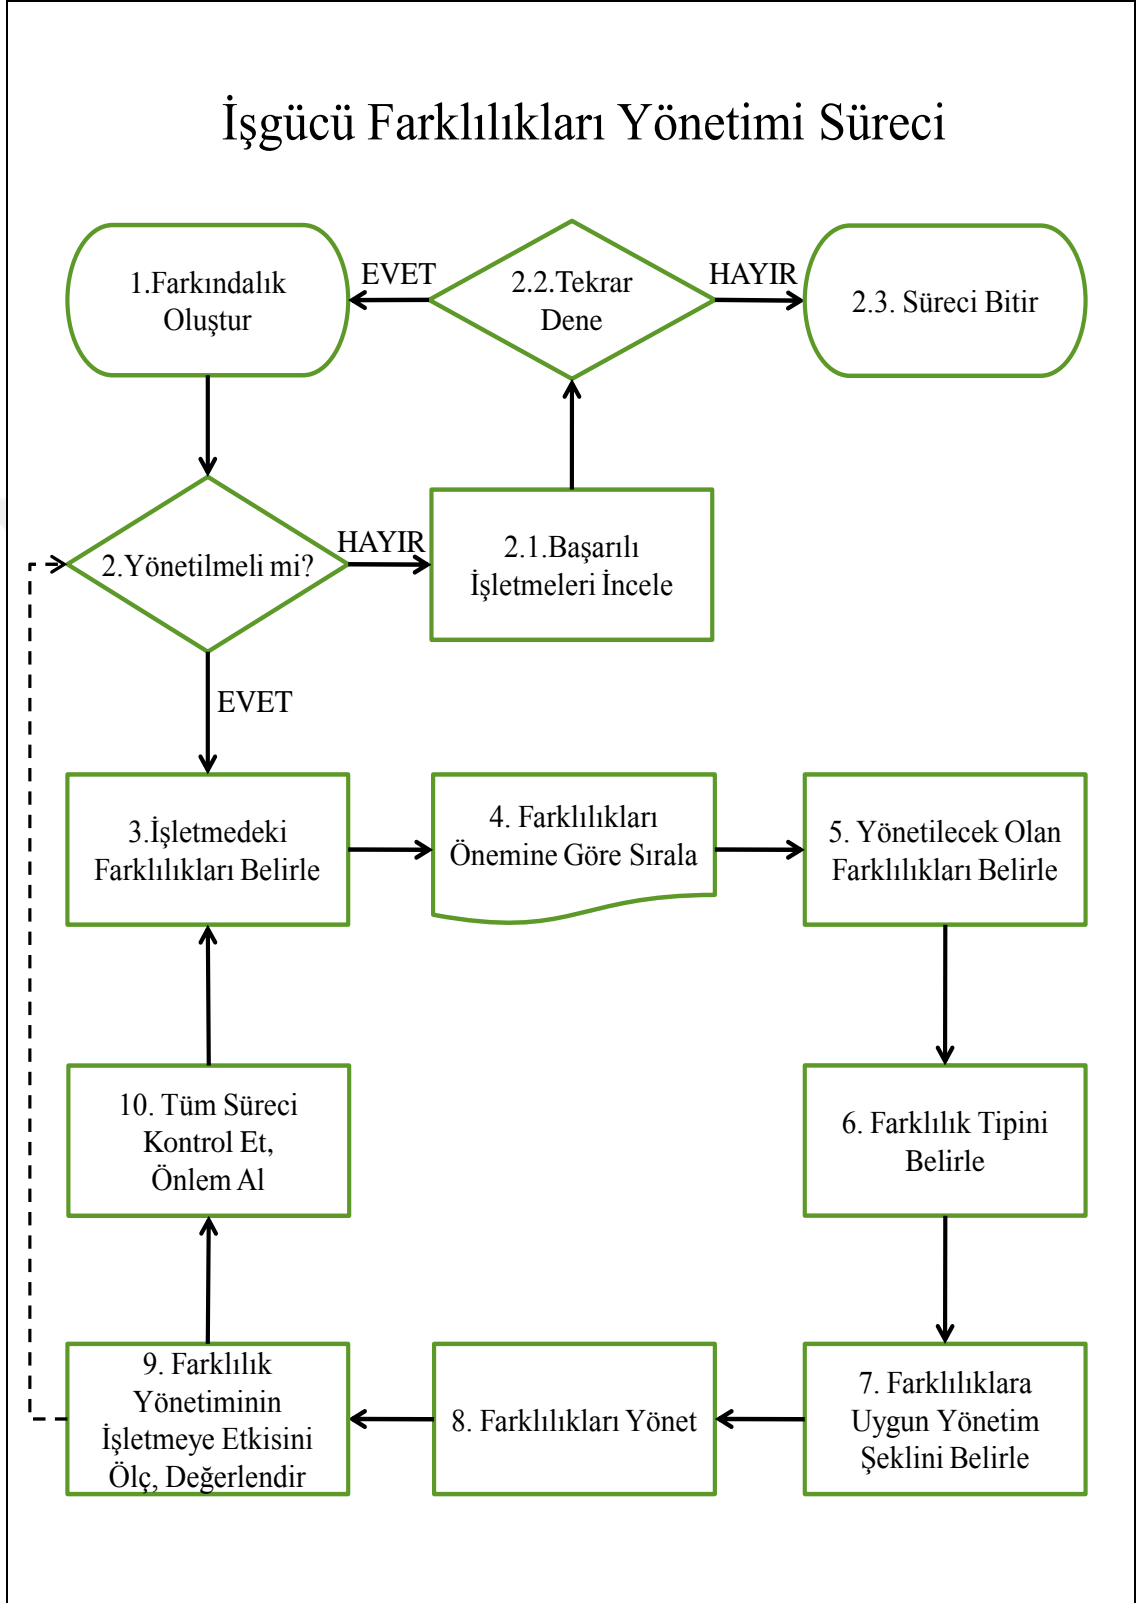 İşgücü Farklılıkları Yönetimi Süreci
1.Farkındalık
Oluştur
EVET
2.2.Tekrar
Dene
HAYIR
2.3. Süreci Bitir
2.Yönetilmeli mi?
HAYIR
2.1.Başarılı
İşletmeleri İncele
EVET
3.İşletmedeki
Farklılıkları Belirle
4. Farklılıkları
Önemine Göre Sırala
5. Yönetilecek Olan
Farklılıkları Belirle
10. Tüm Süreci
Kontrol Et,
Önlem Al
6. Farklılık Tipini
Belirle
9. Farklılık
Yönetiminin
İşletmeye Etkisini
Ölç, Değerlendir
8. Farklılıkları Yönet
7. Farklılıklara
Uygun Yönetim
Şeklini Belirle